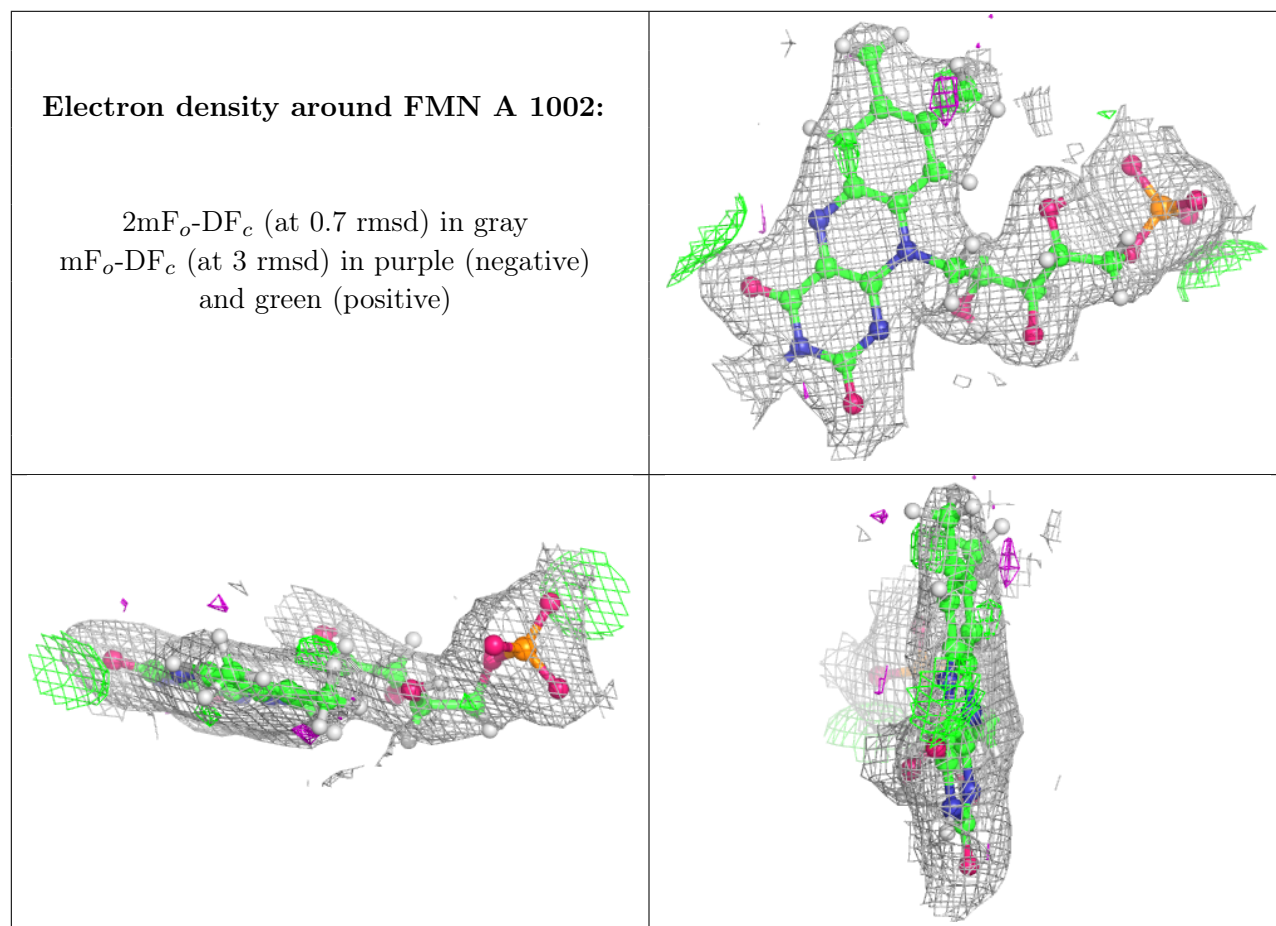 Electron density around FMN A 1002:
2mFo-DFc (at 0.7 rmsd) in gray
mFo-DFc (at 3 rmsd) in purple (negative)
and green (positive)